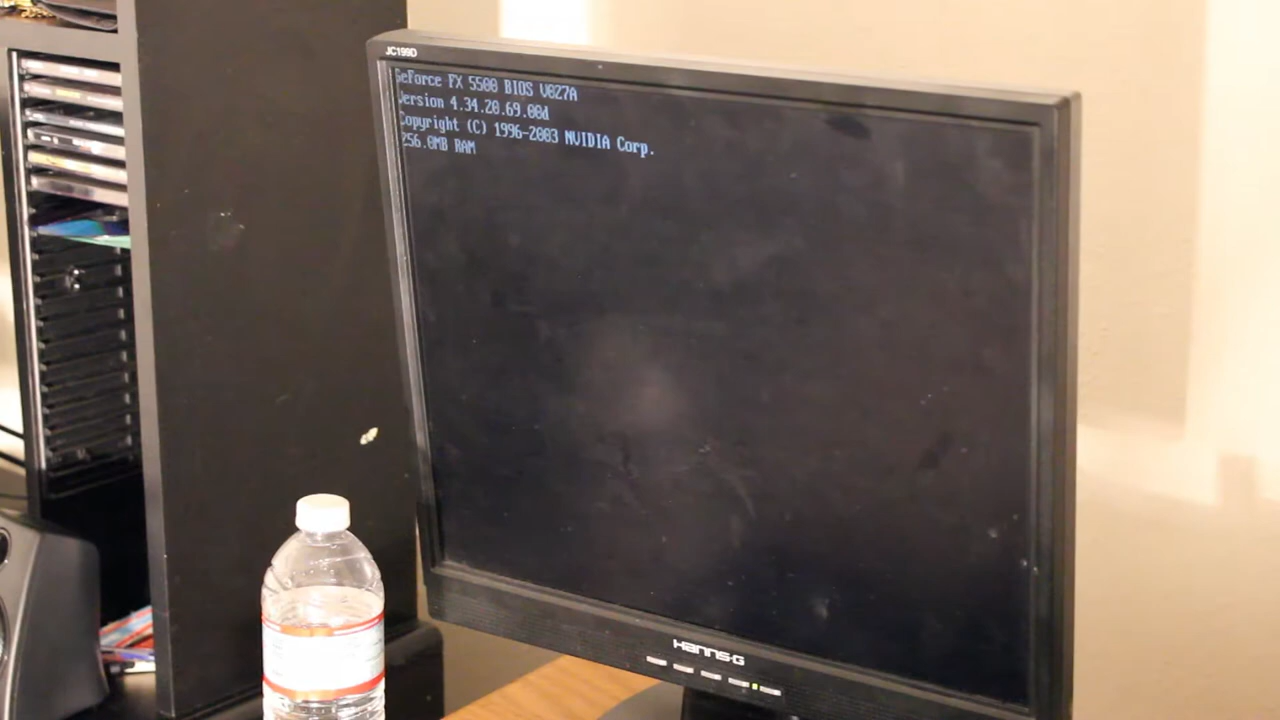 JC199D
GeForce FX 5500 BIOS V027A
Version 4.34.20.69.00d
Copyright (C) 1996-2003 NVIDIA Corp.
256.0MB RAM
HANNS-G